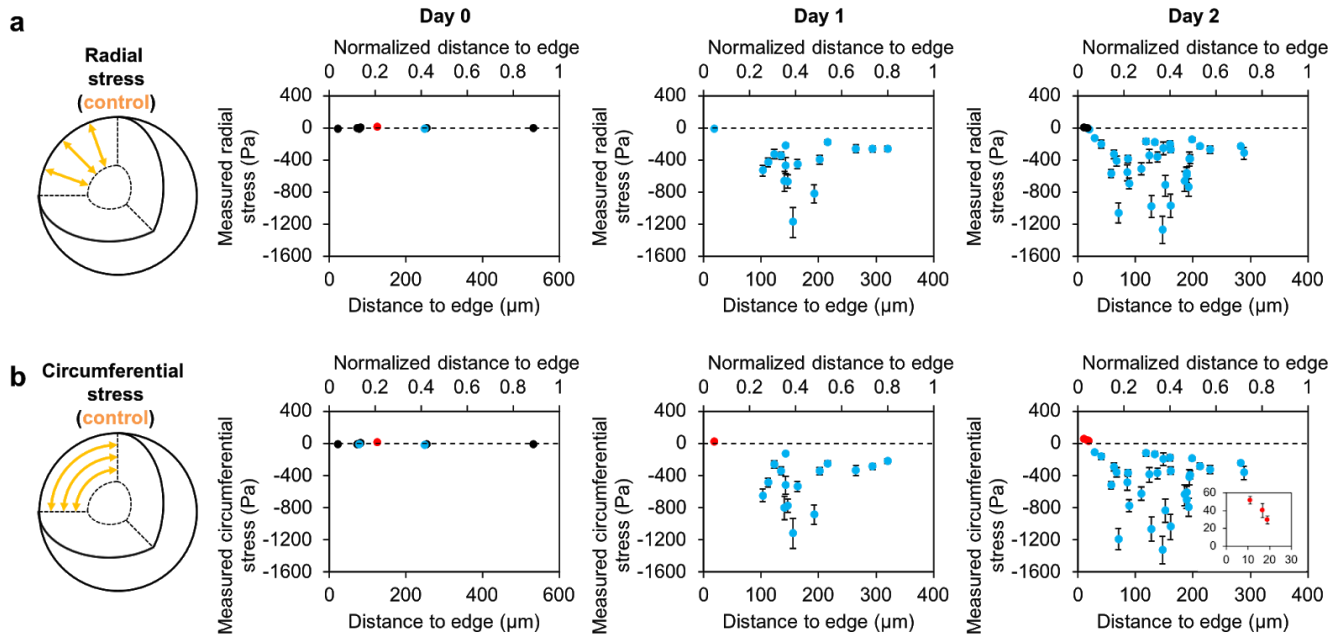 a
Radial
stress
(control)
Day 0
Normalized distance to edge
0 0.2 0.4 0.6 0.8 1
Measured radial
stress (Pa)
400
0
-400
-800
-1200
-1600
0 200 400 600
Distance to edge (µm)
Day 1
Normalized distance to edge
0 0.2 0.4 0.6 0.8 1
Measured radial
stress (Pa)
400
0
-400
-800
-1200
-1600
0 100 200 300 400
Distance to edge (µm)
Day 2
Normalized distance to edge
0 0.2 0.4 0.6 0.8 1
Measured radial
stress (Pa)
400
0
-400
-800
-1200
-1600
0 100 200 300 400
Distance to edge (µm)
b
Circumferential
stress
(control)
Normalized distance to edge
0 0.2 0.4 0.6 0.8 1
Measured circumferential
stress (Pa)
400
0
-400
-800
-1200
-1600
0 200 400 600
Distance to edge (µm)
Normalized distance to edge
0 0.2 0.4 0.6 0.8 1
Measured circumferential
stress (Pa)
400
0
-400
-800
-1200
-1600
0 100 200 300 400
Distance to edge (µm)
Normalized distance to edge
0 0.2 0.4 0.6 0.8 1
Measured circumferential
stress (Pa)
400
0
-400
-800
-1200
-1600
60
40
20
0
0 10 20 30
0 100 200 300 400
Distance to edge (µm)